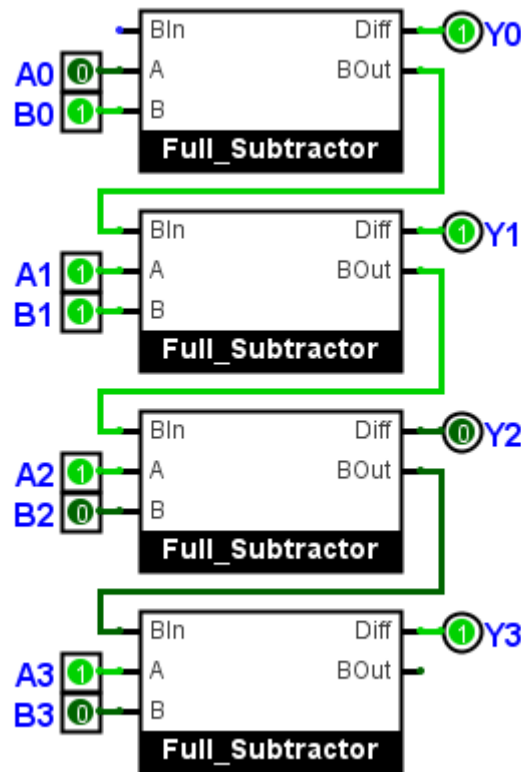 BIn Diff 1 Y0
A0 0 A BOut
B0 1 B
Full_Subtractor
BIn Diff 1 Y1
A1 1 A BOut
B1 1 B
Full_Subtractor
BIn Diff 0 Y2
A2 1 A BOut
B2 0 B
Full_Subtractor
BIn Diff 1 Y3
A3 1 A BOut
B3 0 B
Full_Subtractor